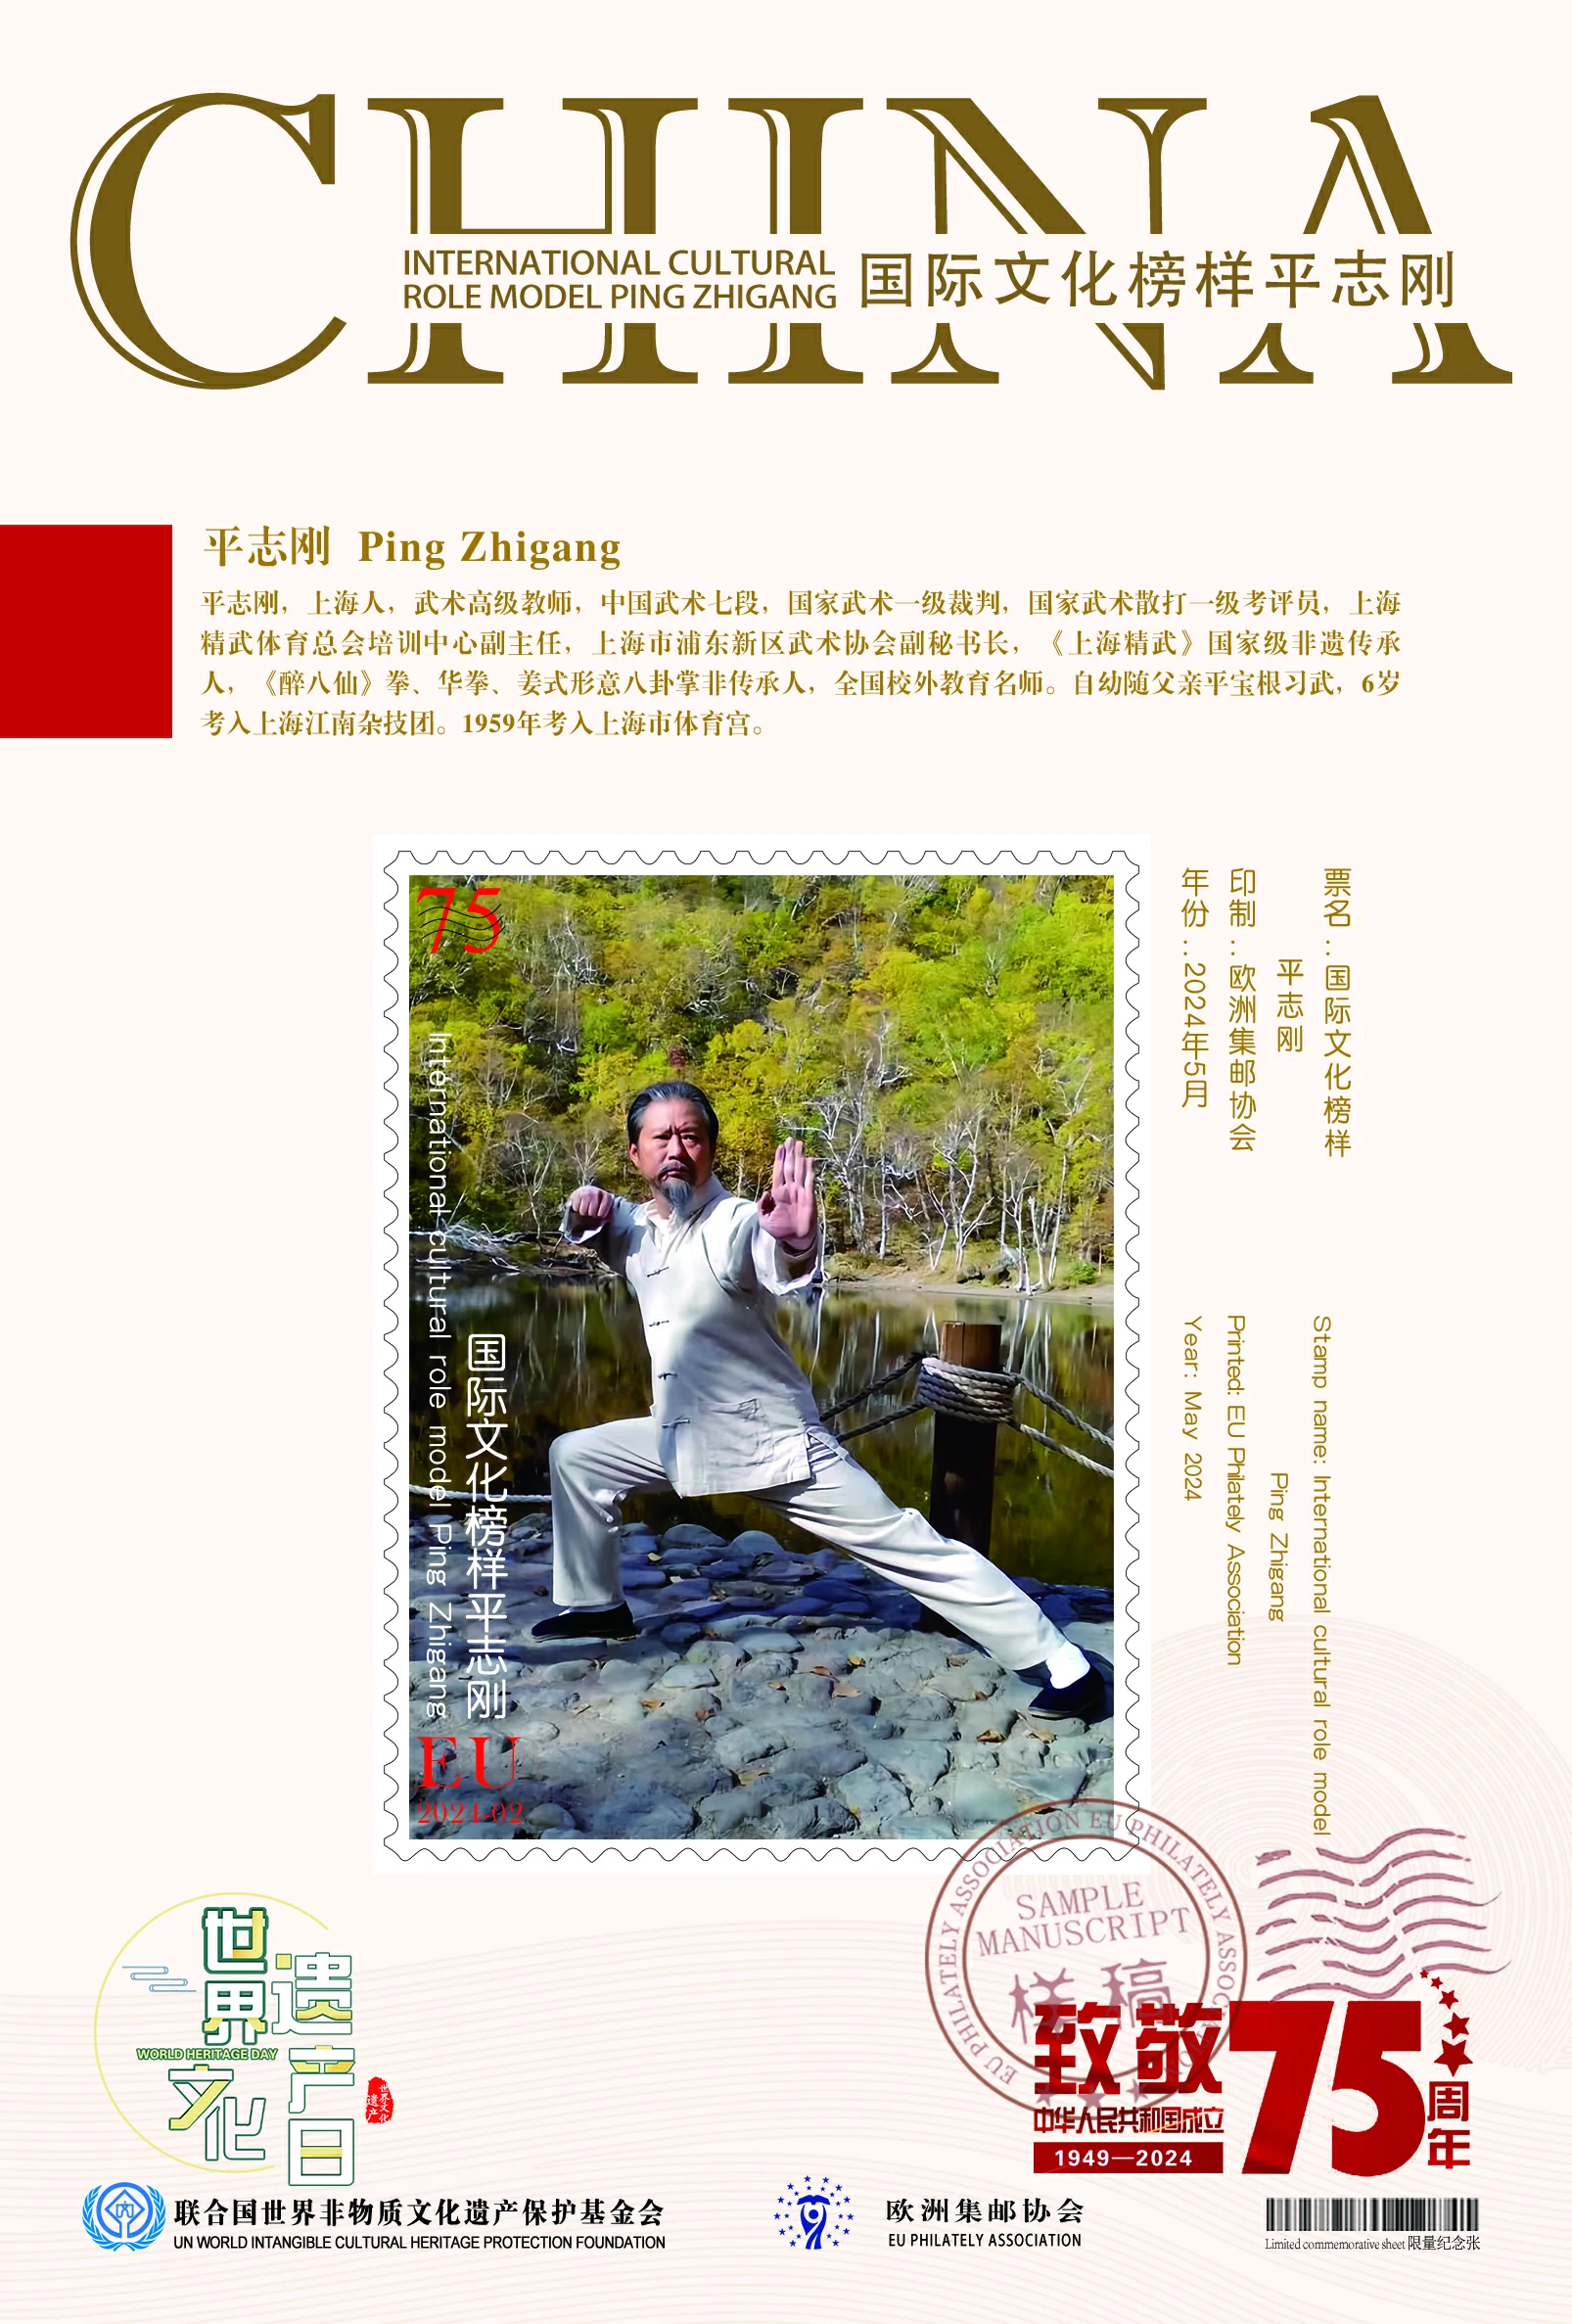 CHINA
INTERNATIONAL CULTURAL
ROLE MODEL PING ZHIGANG
国际文化榜样平志刚
平志刚 Ping Zhigang
平志刚，上海人，武术高级教师，中国武术七段，国家武术一级裁判，国家武术散打一级考评员，上海
精武体育总会培训中心副主任，上海市浦东新区武术协会副秘书长，《上海精武》国家级非遗传承
人，《醉八仙》拳、华拳、姜式形意八卦掌非传承人，全国校外教育名师。自幼随父亲平宝根习武，6岁
考入上海江南杂技团。1959年考入上海市体育宫。
75
International cultural role model Ping Zhigang
国际文化榜样平志刚
EU
2024-02
票名：国际文化榜样
平志刚
印制：欧洲集邮协会
年份：2024年5月
Stamp name: International cultural role model
Ping Zhigang
Printed: EU Philately Association
Year: May 2024
EU PHILATELY ASSOCIATION EU PHILATELY ASSOCIATION
SAMPLE
MANUSCRIPT
样稿
世界文化
遗产日
WORLD HERITAGE DAY
世界文化
遗产
致敬
中华人民共和国成立
1949—2024
75
周年
联合国世界非物质文化遗产保护基金会
UN WORLD INTANGIBLE CULTURAL HERITAGE PROTECTION FOUNDATION
欧洲集邮协会
EU PHILATELY ASSOCIATION
Limited commemorative sheet 限量纪念张